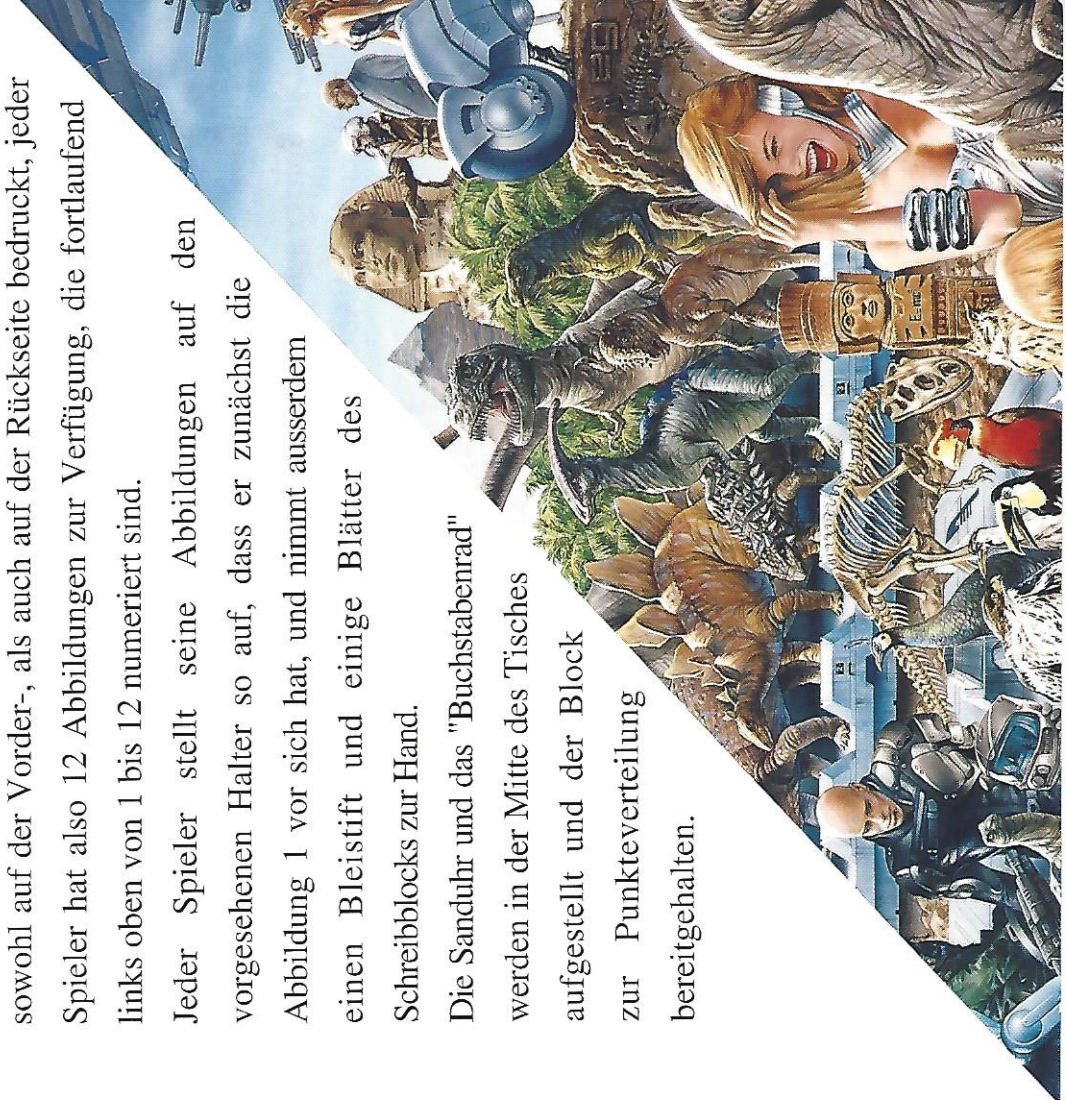 sowohl auf der Vorder-, als auch auf der Rückseite bedruckt, jeder
Spieler hat also 12 Abbildungen zur Verfügung, die fortlaufend
links oben von 1 bis 12 numeriert sind.
Jeder Spieler stellt seine Abbildungen auf den
vorgesehenen Halter so auf, dass er zunächst die
Abbildung 1 vor sich hat, und nimmt ausserdem
einen Bleistift und einige Blätter des
Schreibblocks zur Hand.
Die Sanduhr und das "Buchstabenrad"
werden in der Mitte des Tisches
aufgestellt und der Block
zur Punkteverteilung
bereitgehalten.